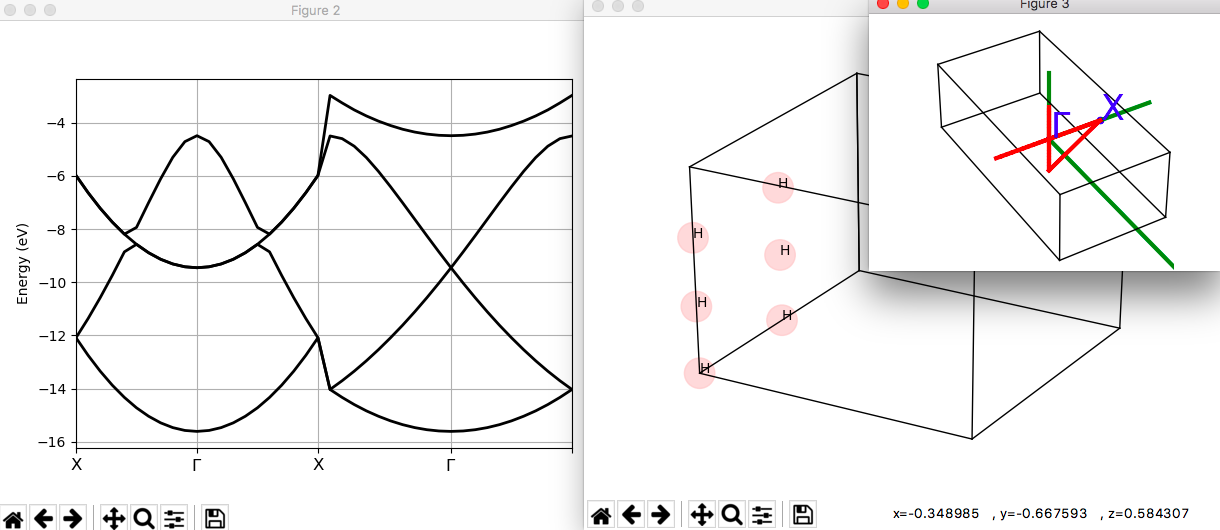 Figure 2
Energy (eV)
−4
−6
−8
−10
−12
−14
−16
X
Γ
X
Γ
H
H
H
H
H
H
x=-0.348985 , y=-0.667593 , z=0.584307
Figure 3
Γ
X